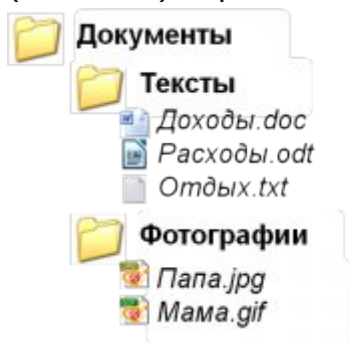 Документы
Тексты
Доходы.doc
Расходы.odt
Отдых.txt
Фотографии
Папа.jpg
Мама.gif